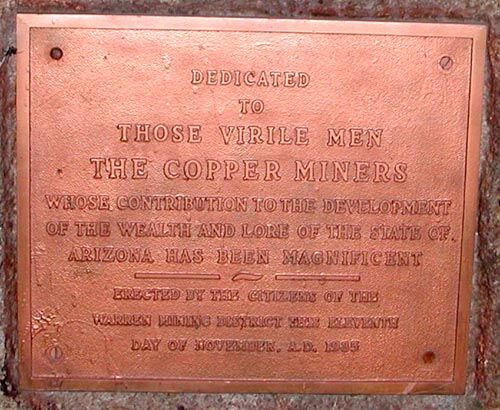 DEDICATED
TO
THOSE VIRILE MEN
THE COPPER MINERS
WHOSE CONTRIBUTION TO THE DEVELOPMENT
OF THE WEALTH AND LORE OF THE STATE OF
ARIZONA HAS BEEN MAGNIFICENT
ERECTED BY THE CITIZENS OF THE
WARREN MINING DISTRICT THIS ELEVENTH
DAY OF NOVEMBER, A.D. 1935